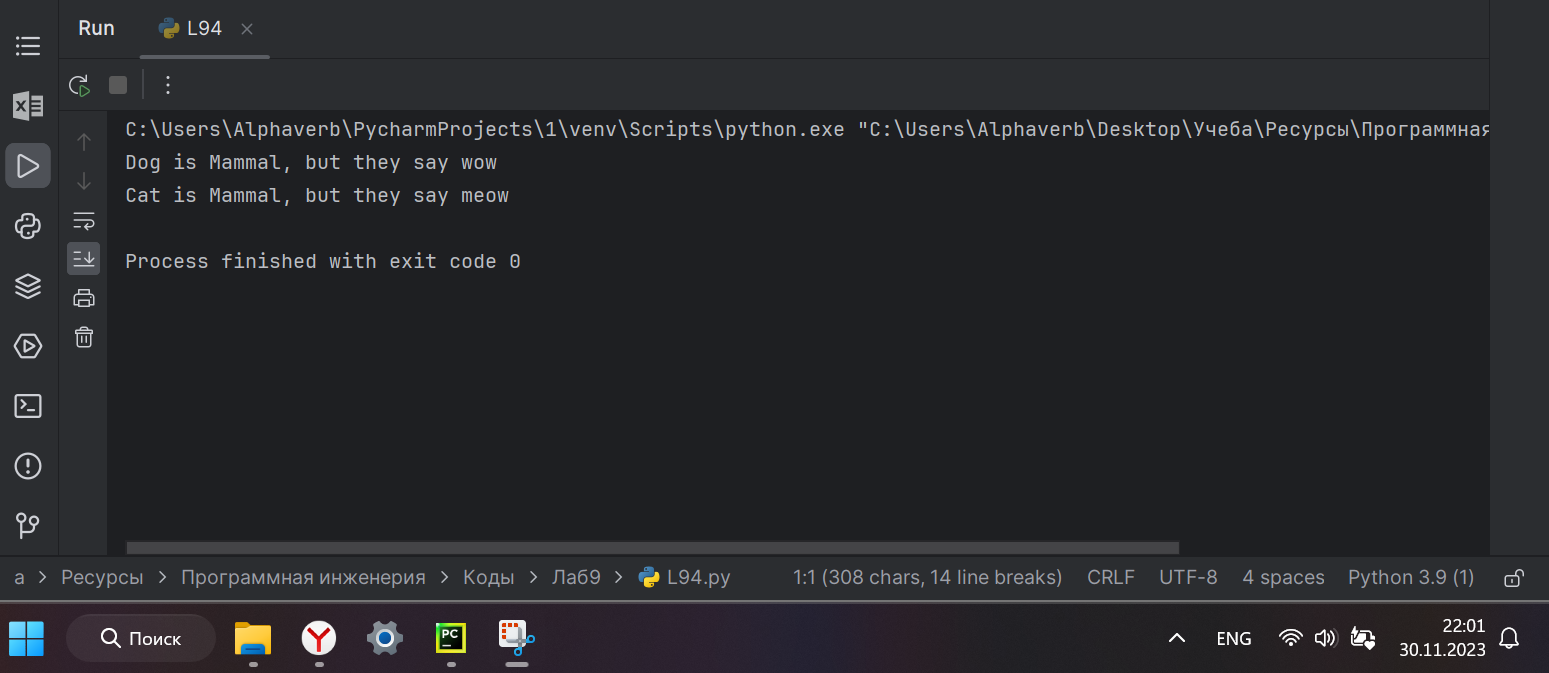 Run L94
C:\Users\Alphaverb\PycharmProjects\1\venv\Scripts\python.exe "C:\Users\Alphaverb\Desktop\Учеба\Ресурсы\Программная
Dog is Mammal, but they say wow
Cat is Mammal, but they say meow
Process finished with exit code 0
а > Ресурсы > Программная инженерия > Коды > Лаб9 > L94.py 1:1 (308 chars, 14 line breaks) CRLF UTF-8 4 spaces Python 3.9 (1)
Поиск PC ENG 22:01
30.11.2023